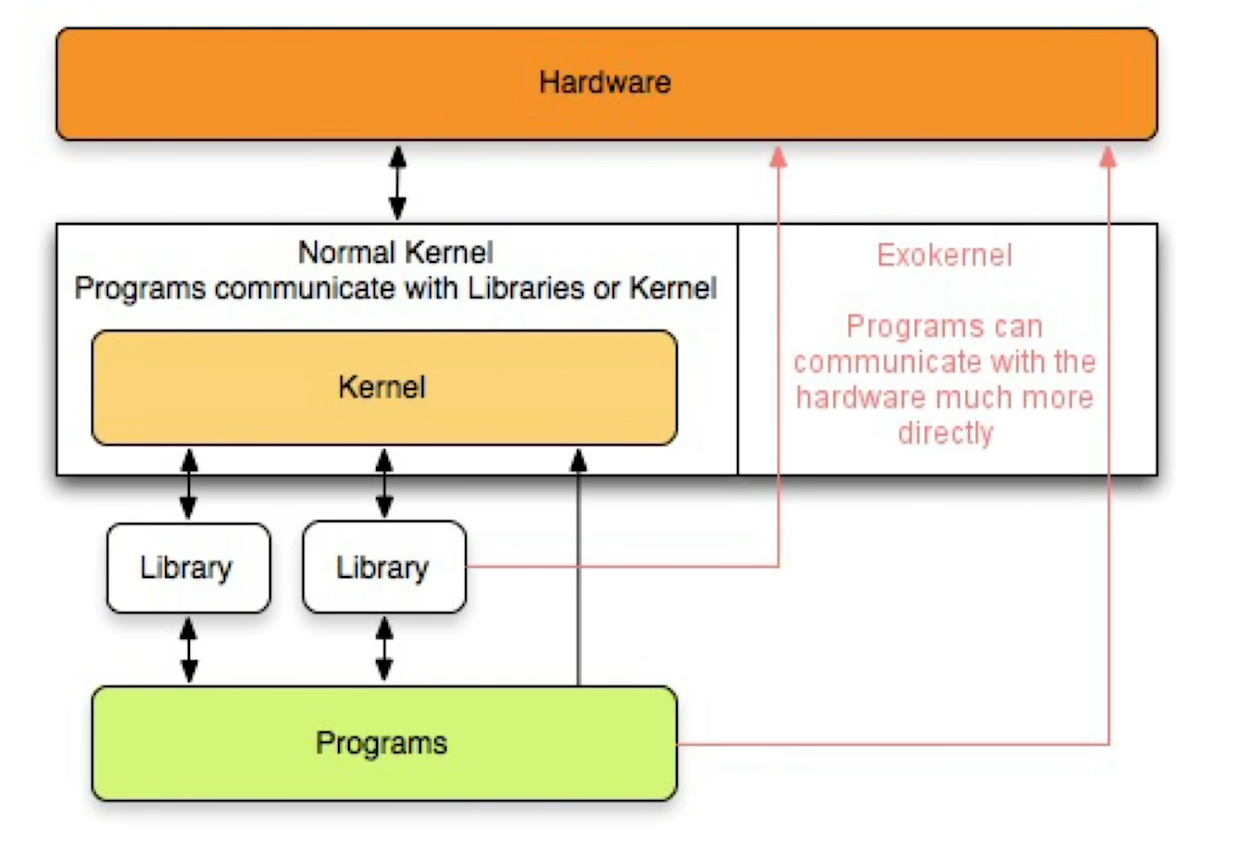 Hardware
Normal Kernel
Programs communicate with Libraries or Kernel
Kernel
Exokernel
Programs can
communicate with the
hardware much more
directly
Library
Library
Programs